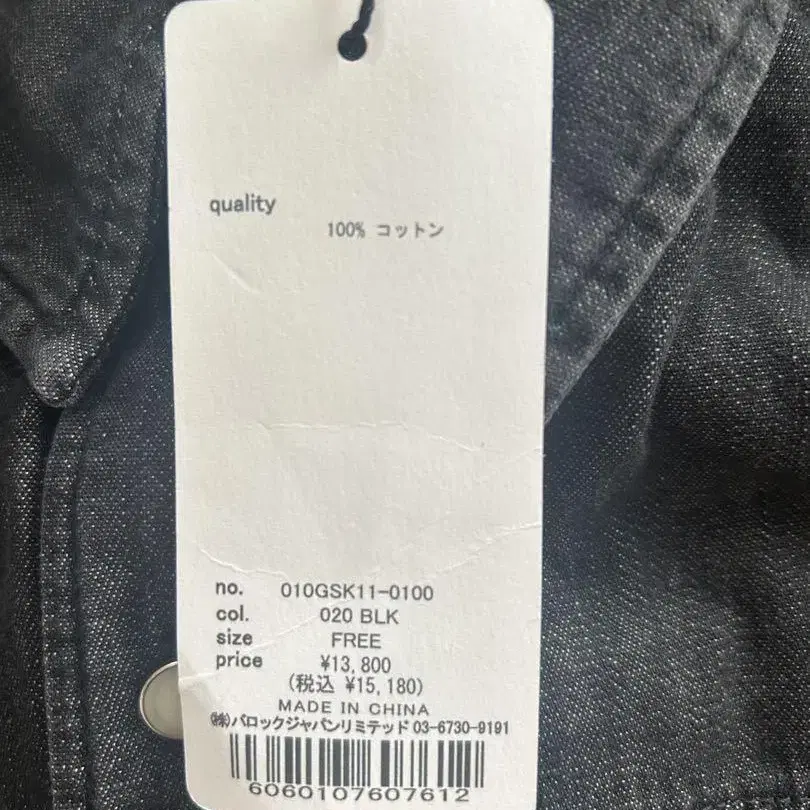 quality
100% コットン
no. 010GSK11-0100
col. 020 BLK
size FREE
price ¥13,800
(税込 ¥15,180)
MADE IN CHINA
㈱バロックジャパンリミテッド 03-6730-9191
6060107607612